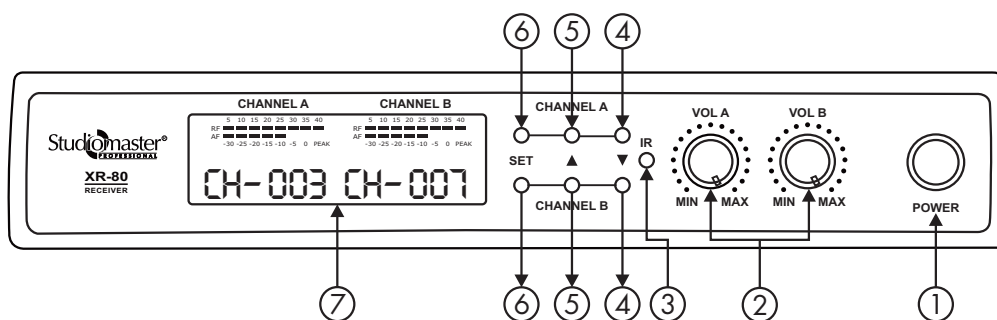 6 5 4
CHANNEL A CHANNEL B
5 10 15 20 25 30 35 40 5 10 15 20 25 30 35 40
RF RF
AF AF
-30 -25 -20 -15 -10 -5 0 PEAK -30 -25 -20 -15 -10 -5 0 PEAK
CH-003 CH-007
Studiomaster®
PROFESSIONAL
XR-80
RECEIVER
CHANNEL A
SET ▲ ▼
CHANNEL B
IR
VOL A VOL B
MIN MAX MIN MAX
POWER
7 6 5 4 3 2 1